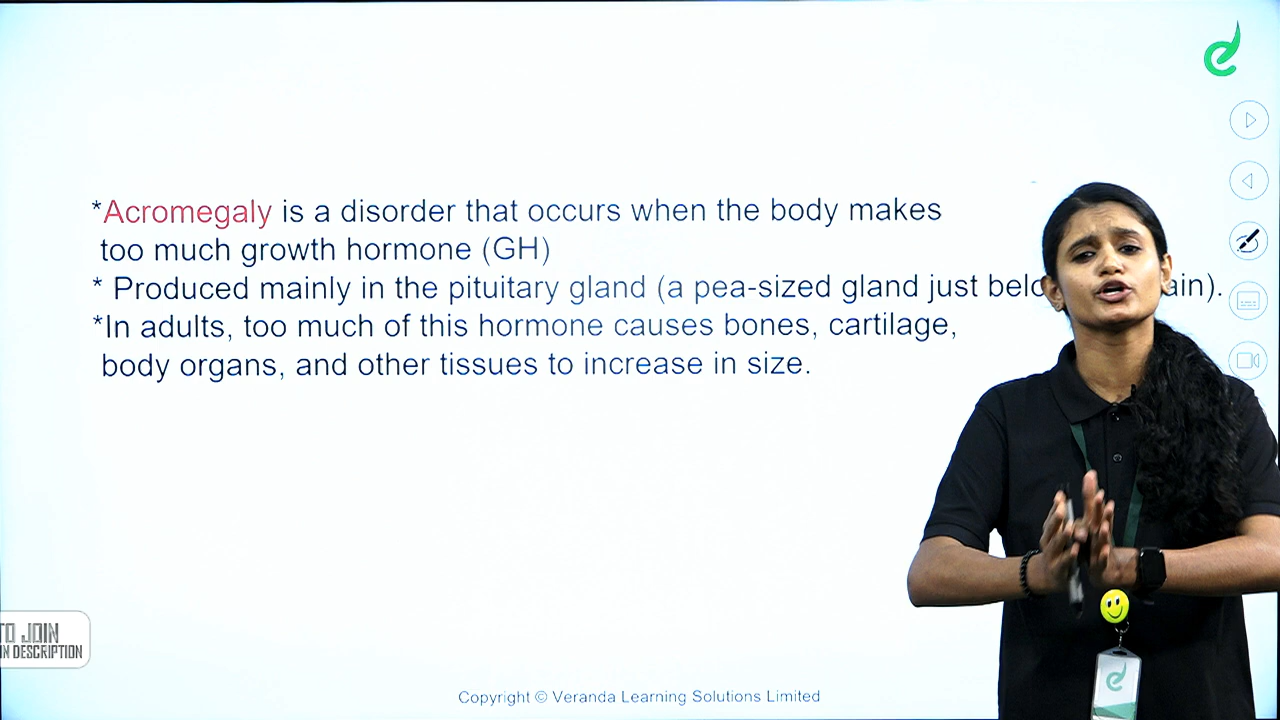 *Acromegaly is a disorder that occurs when the body makes
too much growth hormone (GH)
* Produced mainly in the pituitary gland (a pea-sized gland just
*In adults, too much of this hormone causes bones, cartilage,
body organs, and other tissues to increase in size.
TO JOIN
IN DESCRIPTION
Copyright © Veranda Learning Solutions Limited